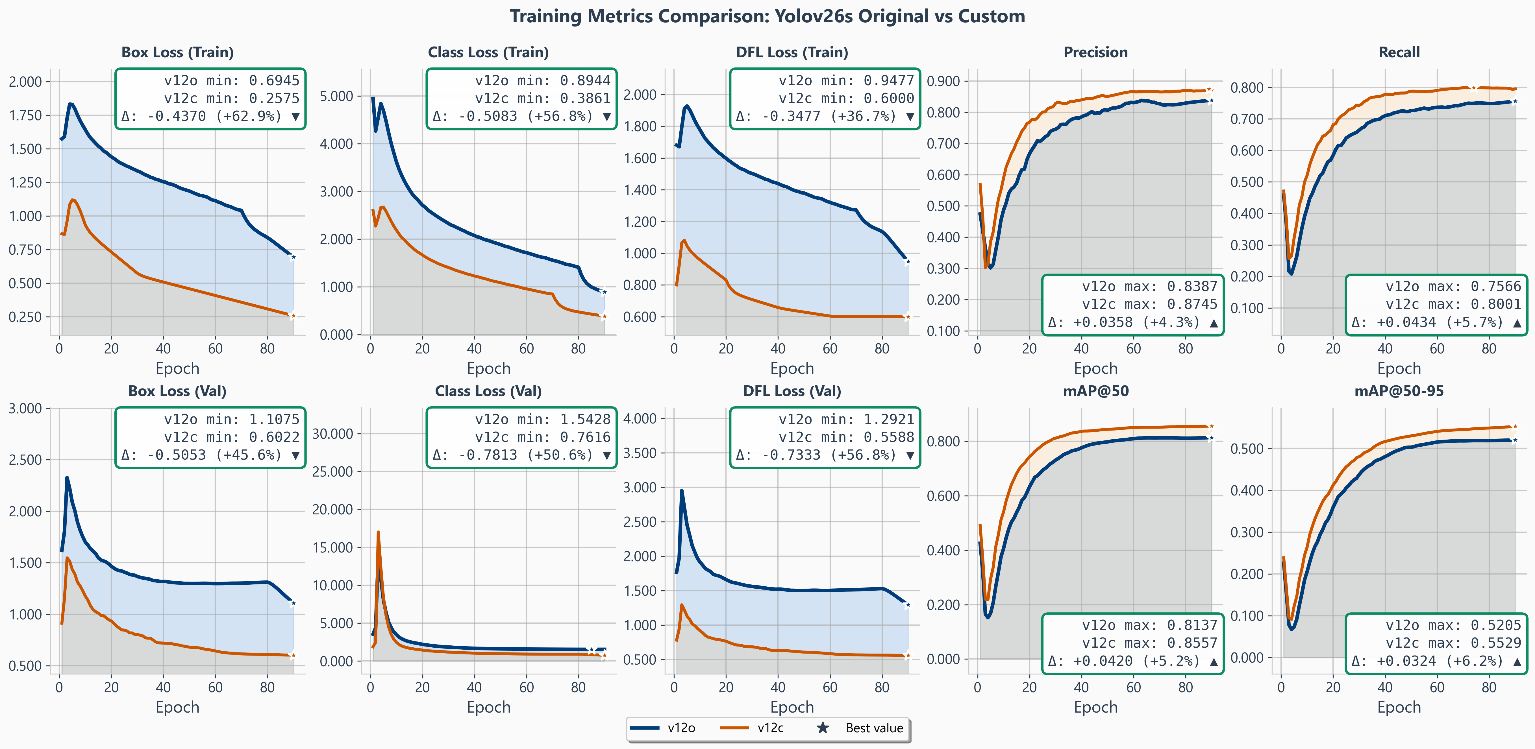 Training Metrics Comparison: Yolov26s Original vs Custom
Box Loss (Train)
v12o min: 0.6945
v12c min: 0.2575
Δ: -0.4370 (+62.9%) ▼
2.000
1.750
1.500
1.250
1.000
0.750
0.500
0.250
0 20 40 60 80
Epoch
Class Loss (Train)
v12o min: 0.8944
v12c min: 0.3861
Δ: -0.5083 (+56.8%) ▼
5.000
4.000
3.000
2.000
1.000
0.000
0 20 40 60 80
Epoch
DFL Loss (Train)
v12o min: 0.9477
v12c min: 0.6000
Δ: -0.3477 (+36.7%) ▼
2.000
1.800
1.600
1.400
1.200
1.000
0.800
0.600
0 20 40 60 80
Epoch
Precision
0.900
0.800
0.700
0.600
0.500
0.400
0.300
0.200
0.100
v12o max: 0.8387
v12c max: 0.8745
Δ: +0.0358 (+4.3%) ▲
0 20 40 60 80
Epoch
Recall
0.800
0.700
0.600
0.500
0.400
0.300
0.200
0.100
v12o max: 0.7566
v12c max: 0.8001
Δ: +0.0434 (+5.7%) ▲
0 20 40 60 80
Epoch
Box Loss (Val)
v12o min: 1.1075
v12c min: 0.6022
Δ: -0.5053 (+45.6%) ▼
3.000
2.500
2.000
1.500
1.000
0.500
0 20 40 60 80
Epoch
Class Loss (Val)
v12o min: 1.5428
v12c min: 0.7616
Δ: -0.7813 (+50.6%) ▼
30.000
25.000
20.000
15.000
10.000
5.000
0.000
0 20 40 60 80
Epoch
DFL Loss (Val)
v12o min: 1.2921
v12c min: 0.5588
Δ: -0.7333 (+56.8%) ▼
4.000
3.500
3.000
2.500
2.000
1.500
1.000
0.500
0 20 40 60 80
Epoch
mAP@50
0.800
0.600
0.400
0.200
0.000
v12o max: 0.8137
v12c max: 0.8557
Δ: +0.0420 (+5.2%) ▲
0 20 40 60 80
Epoch
mAP@50-95
0.500
0.400
0.300
0.200
0.100
0.000
v12o max: 0.5205
v12c max: 0.5529
Δ: +0.0324 (+6.2%) ▲
0 20 40 60 80
Epoch
v12o v12c ★ Best value